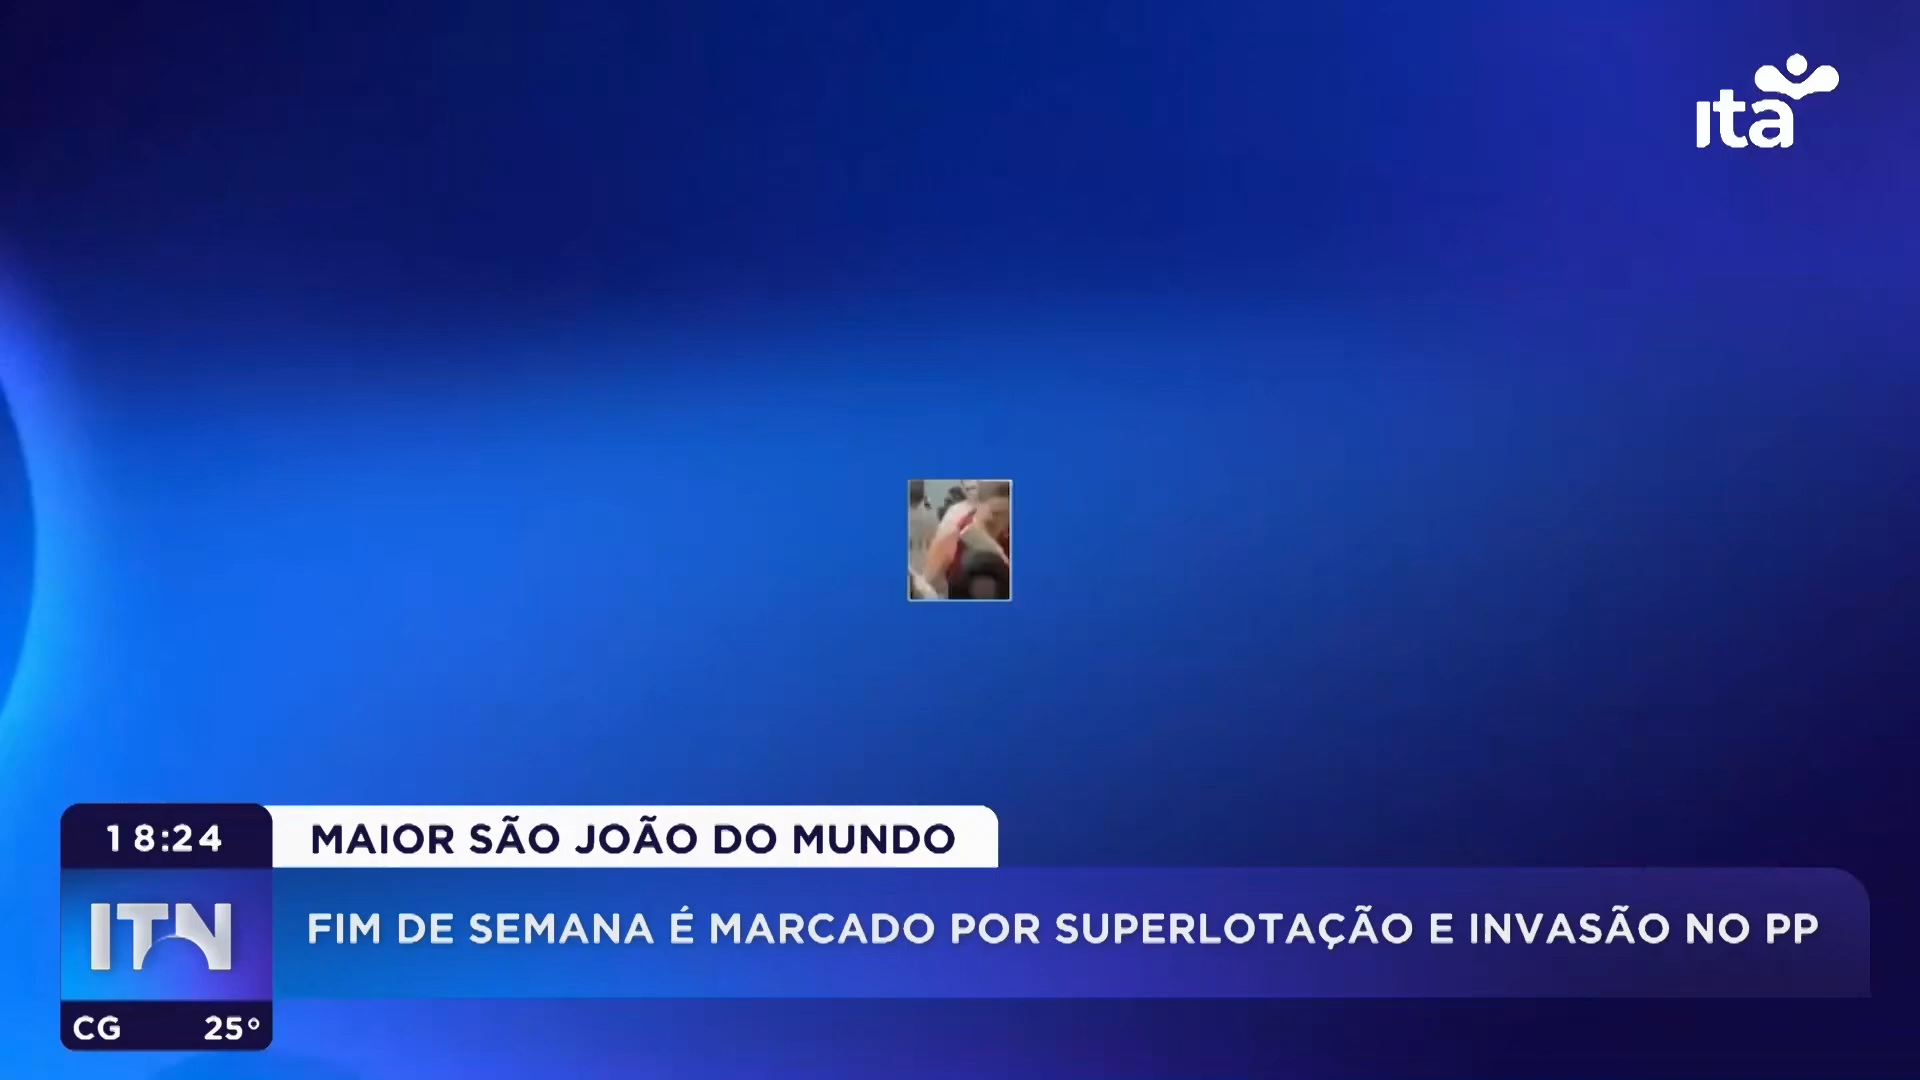 ita
18:24
MAIOR SÃO JOÃO DO MUNDO
ITN
FIM DE SEMANA É MARCADO POR SUPERLOTAÇÃO E INVASÃO NO PP
CG 25°